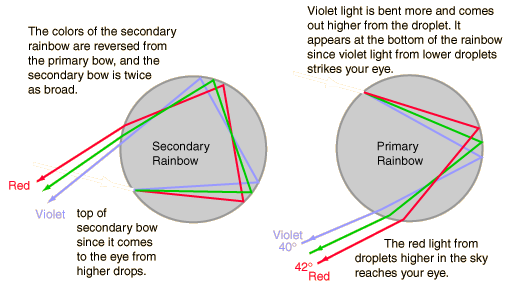 The colors of the secondary
rainbow are reversed from
the primary bow, and the
secondary bow is twice
as broad.
Secondary
Rainbow
Red
Violet
top of
secondary bow
since it comes
to the eye from
higher drops.
Violet light is bent more and comes
out higher from the droplet. It
appears at the bottom of the rainbow
since violet light from lower droplets
strikes your eye.
Primary
Rainbow
Violet
40°
42°
Red
The red light from
droplets higher in the sky
reaches your eye.